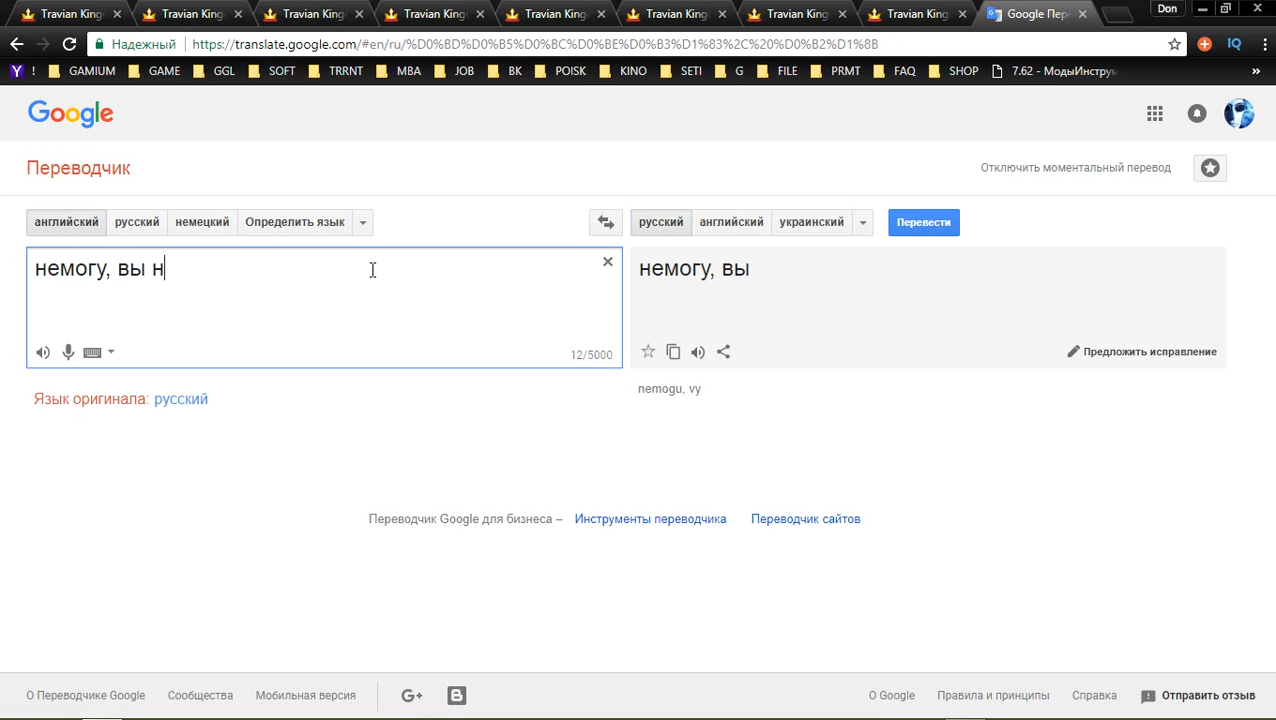 Travian King Travian King Travian King Travian King Travian King Travian King Travian King Travian King Google Пер Don
Надежный https://translate.google.com/#en/ru/%D0%BD%D0%B5%D0%BC%D0%BE%D0%B3%D1%83%2C%20%D0%B2%D1%8B IQ
Y ! GAMIUM GAME GGL SOFT TRRNT MBA JOB BK POISK KINO SETI G FILE PRMT FAQ SHOP 7.62 - МодыИнструм »
Google
Переводчик Отключить моментальный перевод
английский русский немецкий Определить язык русский английский украинский Перевести
немогу, вы н немогу, вы
12/5000 Предложить исправление
Язык оригинала: русский nemogu, vy
Переводчик Google для бизнеса – Инструменты переводчика Переводчик сайтов
О Переводчике Google Сообщества Мобильная версия G+ B О Google Правила и принципы Справка Отправить отзыв